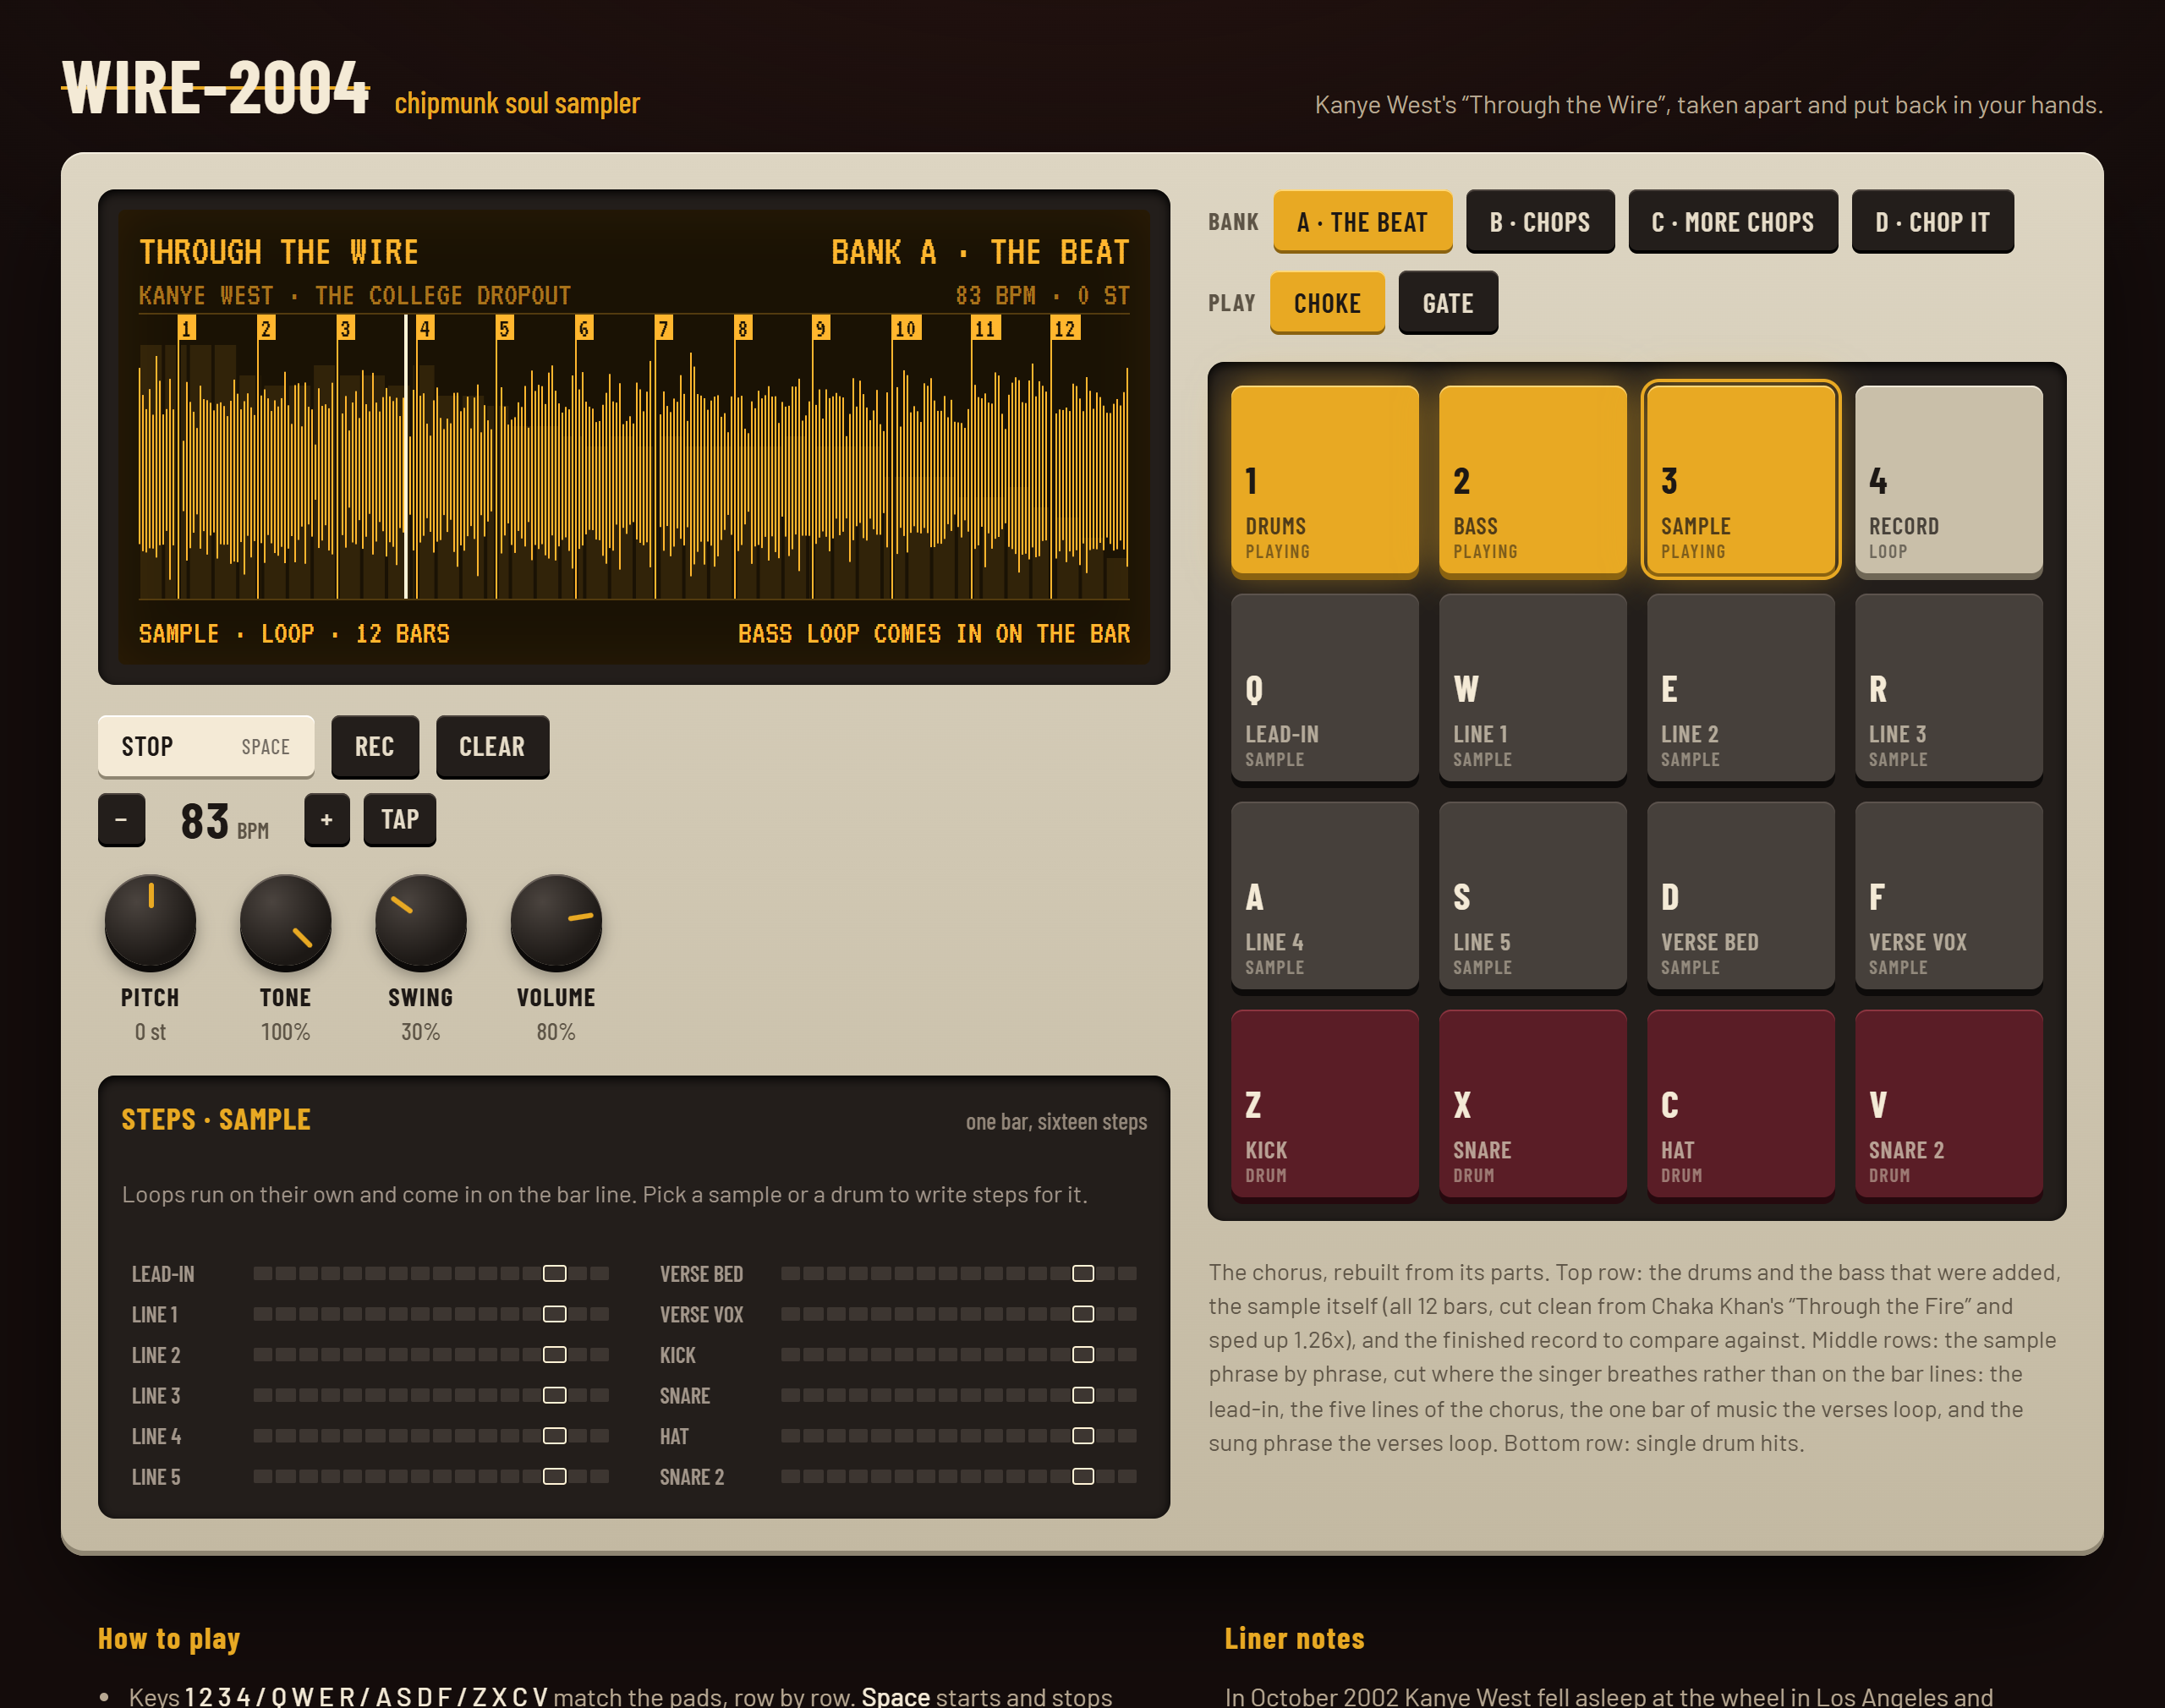 WIRE-2004 chipmunk soul sampler
Kanye West's “Through the Wire”, taken apart and put back in your hands.
THROUGH THE WIRE
BANK A · THE BEAT
KANYE WEST · THE COLLEGE DROPOUT
83 BPM · 0 ST
1 2 3 4 5 6 7 8 9 10 11 12
SAMPLE · LOOP · 12 BARS
BASS LOOP COMES IN ON THE BAR
STOP SPACE REC CLEAR
− 83 BPM + TAP
PITCH TONE SWING VOLUME
0 st 100% 30% 80%
STEPS · SAMPLE
one bar, sixteen steps
Loops run on their own and come in on the bar line. Pick a sample or a drum to write steps for it.
LEAD-IN VERSE BED
LINE 1 VERSE VOX
LINE 2 KICK
LINE 3 SNARE
LINE 4 HAT
LINE 5 SNARE 2
BANK A · THE BEAT B · CHOPS C · MORE CHOPS D · CHOP IT
PLAY CHOKE GATE
1 2 3 4
DRUMS BASS SAMPLE RECORD
PLAYING PLAYING PLAYING LOOP
Q W E R
LEAD-IN LINE 1 LINE 2 LINE 3
SAMPLE SAMPLE SAMPLE SAMPLE
A S D F
LINE 4 LINE 5 VERSE BED VERSE VOX
SAMPLE SAMPLE SAMPLE SAMPLE
Z X C V
KICK SNARE HAT SNARE 2
DRUM DRUM DRUM DRUM
The chorus, rebuilt from its parts. Top row: the drums and the bass that were added,
the sample itself (all 12 bars, cut clean from Chaka Khan's “Through the Fire” and
sped up 1.26x), and the finished record to compare against. Middle rows: the sample
phrase by phrase, cut where the singer breathes rather than on the bar lines: the
lead-in, the five lines of the chorus, the one bar of music the verses loop, and the
sung phrase the verses loop. Bottom row: single drum hits.
How to play
• Keys 1 2 3 4 / Q W E R / A S D F / Z X C V match the pads, row by row. Space starts and stops
Liner notes
In October 2002 Kanye West fell asleep at the wheel in Los Angeles and